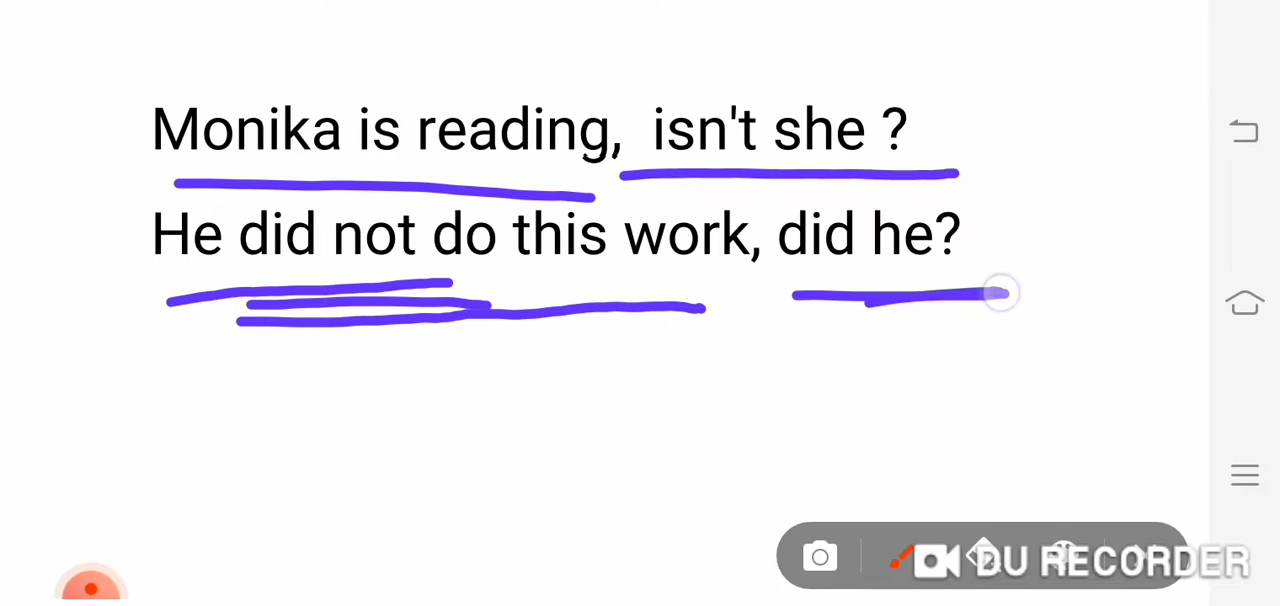 Monika is reading, isn't she ?
He did not do this work, did he?
DU RECORDER